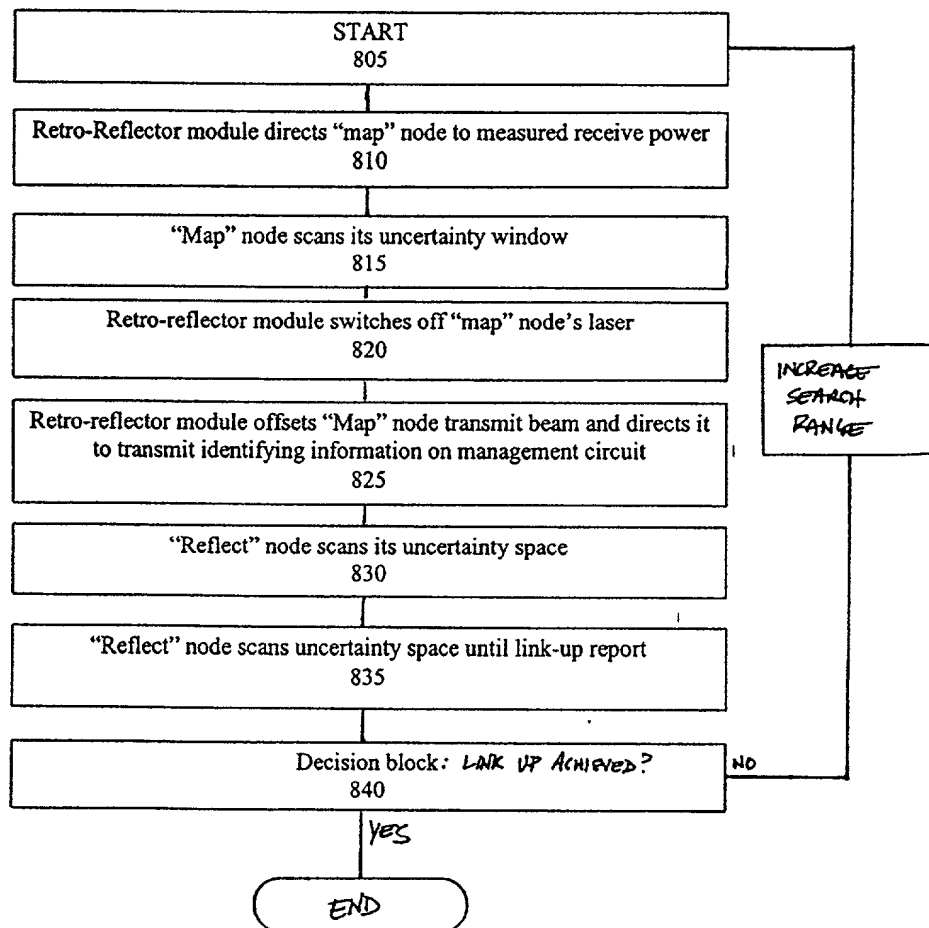 START
805
Retro-Reflector module directs “map” node to measured receive power
810
“Map” node scans its uncertainty window
815
Retro-reflector module switches off “map” node’s laser
820
Retro-reflector module offsets “Map” node transmit beam and directs it
to transmit identifying information on management circuit
825
“Reflect” node scans its uncertainty space
830
“Reflect” node scans uncertainty space until link-up report
835
Decision block: LINK UP ACHIEVED?
840
NO
INCREASE
SEARCH
RANGE
YES
END